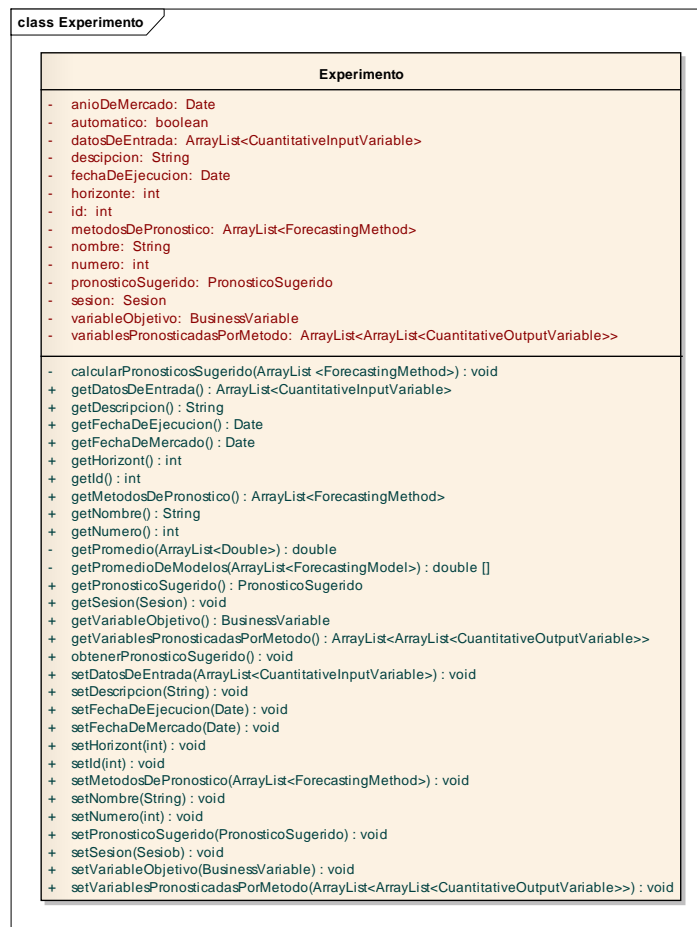 class Experimento
Experimento
- anioDeMercado: Date
- automatico: boolean
- datosDeEntrada: ArrayList<CuantitativeInputVariable>
- descipcion: String
- fechaDeEjecucion: Date
- horizonte: int
- id: int
- metodosDePronostico: ArrayList<ForecastingMethod>
- nombre: String
- numero: int
- pronosticoSugerido: PronosticoSugerido
- sesion: Sesion
- variableObjetivo: BusinessVariable
- variablesPronosticadasPorMetodo: ArrayList<ArrayList<CuantitativeOutputVariable>>
- calcularPronosticosSugerido(ArrayList <ForecastingMethod>) : void
+ getDatosDeEntrada() : ArrayList<CuantitativeInputVariable>
+ getDescripcion() : String
+ getFechaDeEjecucion() : Date
+ getFechaDeMercado() : Date
+ getHorizont() : int
+ getId() : int
+ getMetodosDePronostico() : ArrayList<ForecastingMethod>
+ getNombre() : String
+ getNumero() : int
- getPromedio(ArrayList<Double>) : double
- getPromedioDeModelos(ArrayList<ForecastingModel>) : double []
+ getPronosticoSugerido() : PronosticoSugerido
+ getSesion(Sesion) : void
+ getVariableObjetivo() : BusinessVariable
+ getVariablesPronosticadasPorMetodo() : ArrayList<ArrayList<CuantitativeOutputVariable>>
+ obtenerPronosticoSugerido() : void
+ setDatosDeEntrada(ArrayList<CuantitativeInputVariable>) : void
+ setDescripcion(String) : void
+ setFechaDeEjecucion(Date) : void
+ setFechaDeMercado(Date) : void
+ setHorizont(int) : void
+ setId(int) : void
+ setMetodosDePronostico(ArrayList<ForecastingMethod>) : void
+ setNombre(String) : void
+ setNumero(int) : void
+ setPronosticoSugerido(PronosticoSugerido) : void
+ setSesion(Sesiob) : void
+ setVariableObjetivo(BusinessVariable) : void
+ setVariablesPronosticadasPorMetodo(ArrayList<ArrayList<CuantitativeOutputVariable>>) : void